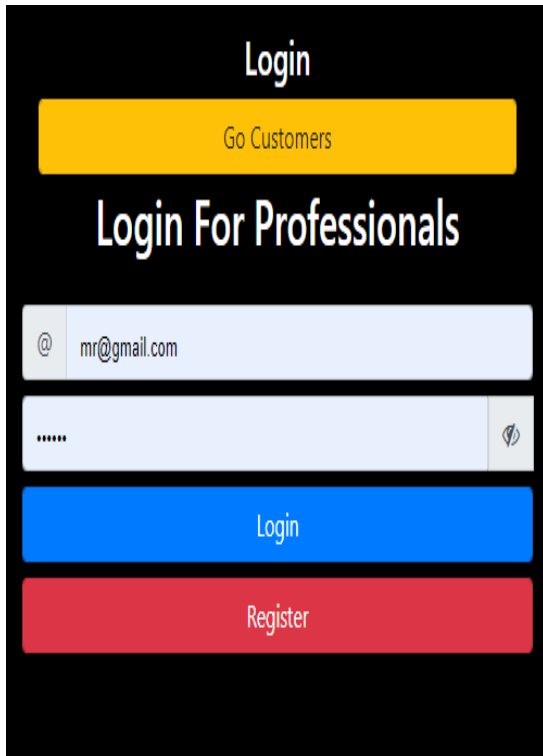 Login
Go Customers
Login For Professionals
@ mr@gmail.com
••••••
Login
Register